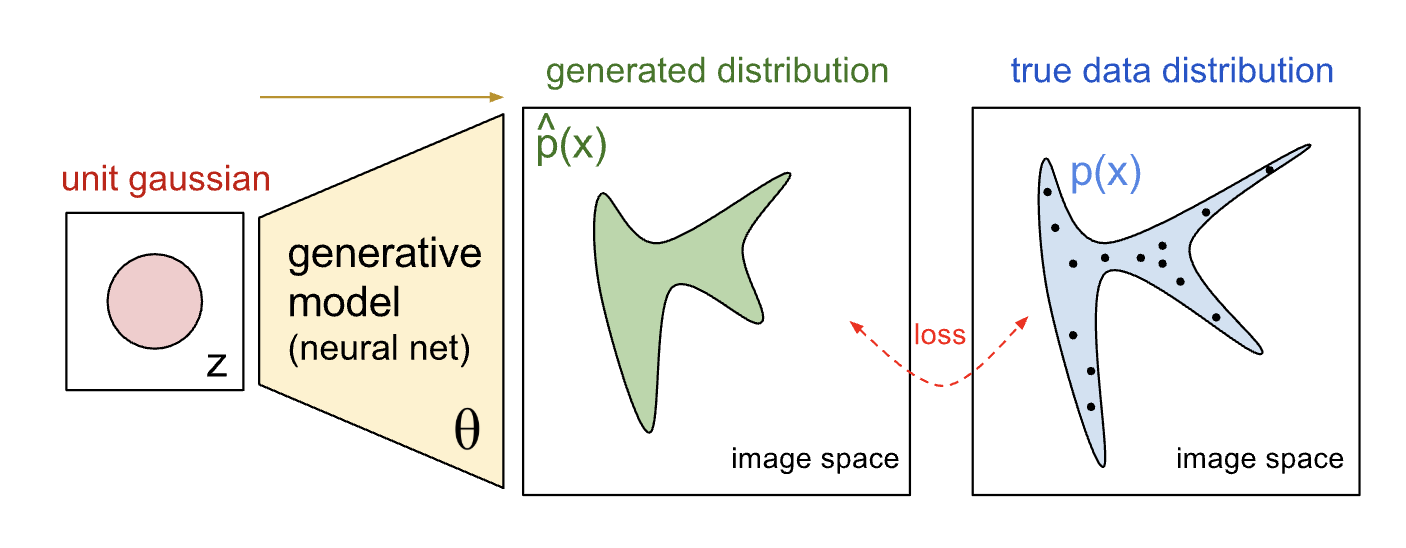 unit gaussian
z
generative
model
(neural net)
θ
generated distribution
p̂(x)
image space
loss
true data distribution
p(x)
image space